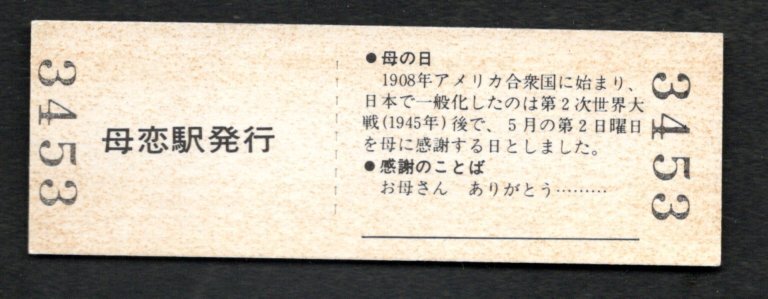 3453
母恋駅発行
●母の日
1908年アメリカ合衆国に始まり、
日本で一般化したのは第2次世界大
戦(1945年)後で、5月の第2日曜日
を母に感謝する日としました。
●感謝のことば
お母さん ありがとう………
3453